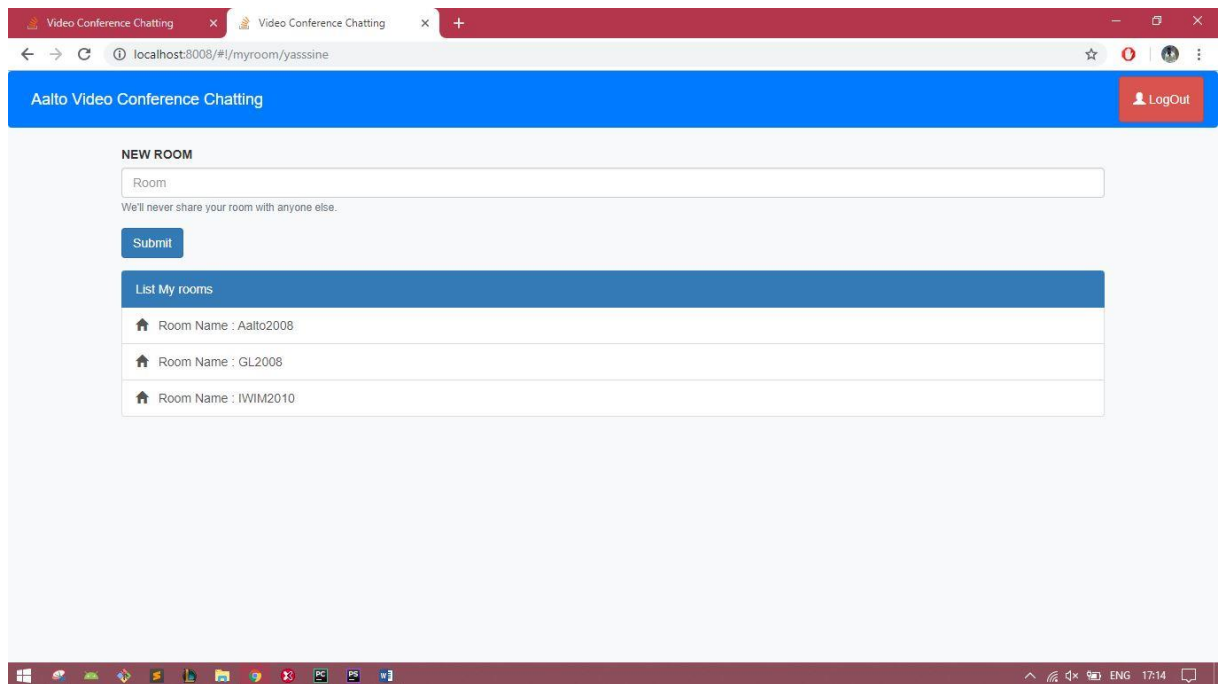 Video Conference Chatting
Video Conference Chatting
localhost:8008/#!/myroom/yasssine
Aalto Video Conference Chatting
LogOut
NEW ROOM
Room
We'll never share your room with anyone else.
Submit
List My rooms
Room Name : Aalto2008
Room Name : GL2008
Room Name : IWIM2010
PC PS W ENG 17:14